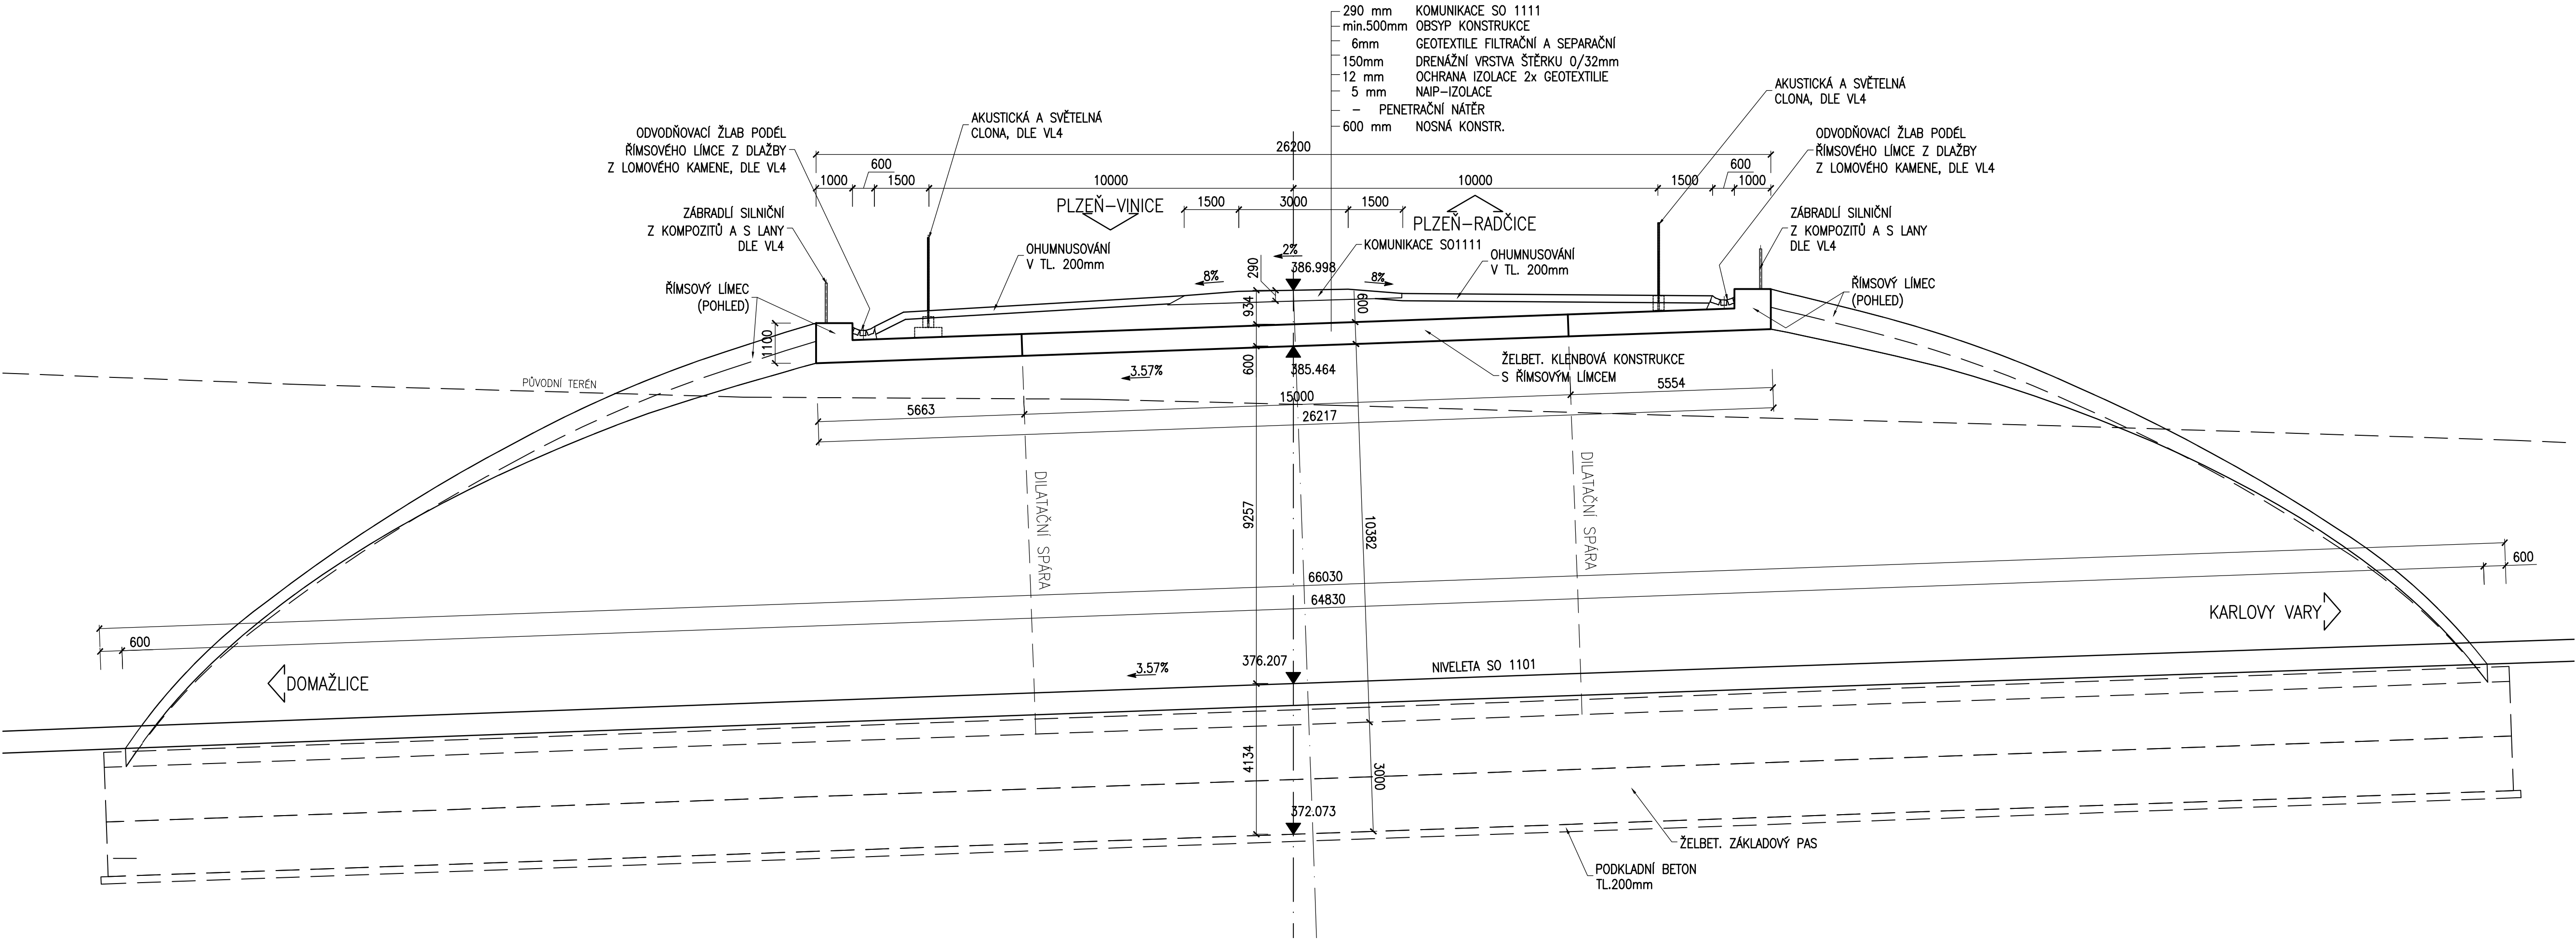 290 mm KOMUNIKACE SO 1111
min.500mm OBSYP KONSTRUKCE
6mm GEOTEXTILE FILTRAČNÍ A SEPARAČNÍ
150mm DRENÁŽNÍ VRSTVA ŠTĚRKU 0/32mm
12 mm OCHRANA IZOLACE 2x GEOTEXTILIE
5 mm NAIP-IZOLACE
– PENETRAČNÍ NÁTĚR
600 mm NOSNÁ KONSTR.
ODVODŇOVACÍ ŽLAB PODÉL
ŘÍMSOVÉHO LÍMCE Z DLAŽBY
Z LOMOVÉHO KAMENE, DLE VL4
AKUSTICKÁ A SVĚTELNÁ
CLONA, DLE VL4
AKUSTICKÁ A SVĚTELNÁ
CLONA, DLE VL4
ODVODŇOVACÍ ŽLAB PODÉL
ŘÍMSOVÉHO LÍMCE Z DLAŽBY
Z LOMOVÉHO KAMENE, DLE VL4
26200
1000
600
1500
10000
10000
1500
600
1000
1500
3000
1500
PLZEŇ-VINICE
PLZEŇ-RADČICE
ZÁBRADLÍ SILNIČNÍ
Z KOMPOZITŮ A S LANY
DLE VL4
ZÁBRADLÍ SILNIČNÍ
Z KOMPOZITŮ A S LANY
DLE VL4
OHUMNUSOVÁNÍ
V TL. 200mm
KOMUNIKACE SO1111
OHUMNUSOVÁNÍ
V TL. 200mm
2%
8%
8%
290
386.998
934
609
ŘÍMSOVÝ LÍMEC
(POHLED)
ŘÍMSOVÝ LÍMEC
(POHLED)
1100
600
385.464
3.57%
ŽELBET. KLENBOVÁ KONSTRUKCE
S ŘÍMSOVÝM LÍMCEM
PŮVODNÍ TERÉN
5663
15000
5554
26217
DILATAČNÍ SPÁRA
DILATAČNÍ SPÁRA
9257
10382
66030
600
64830
600
KARLOVY VARY
DOMAŽLICE
3.57%
376.207
NIVELETA SO 1101
4134
3000
372.073
ŽELBET. ZÁKLADOVÝ PAS
PODKLADNÍ BETON
TL.200mm